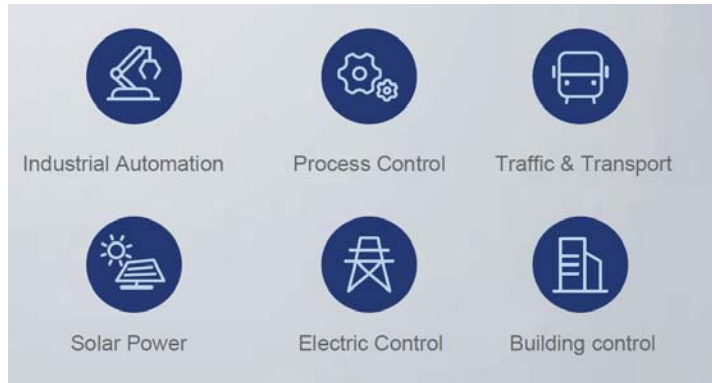 Industrial Automation
Process Control
Traffic & Transport
Solar Power
Electric Control
Building control